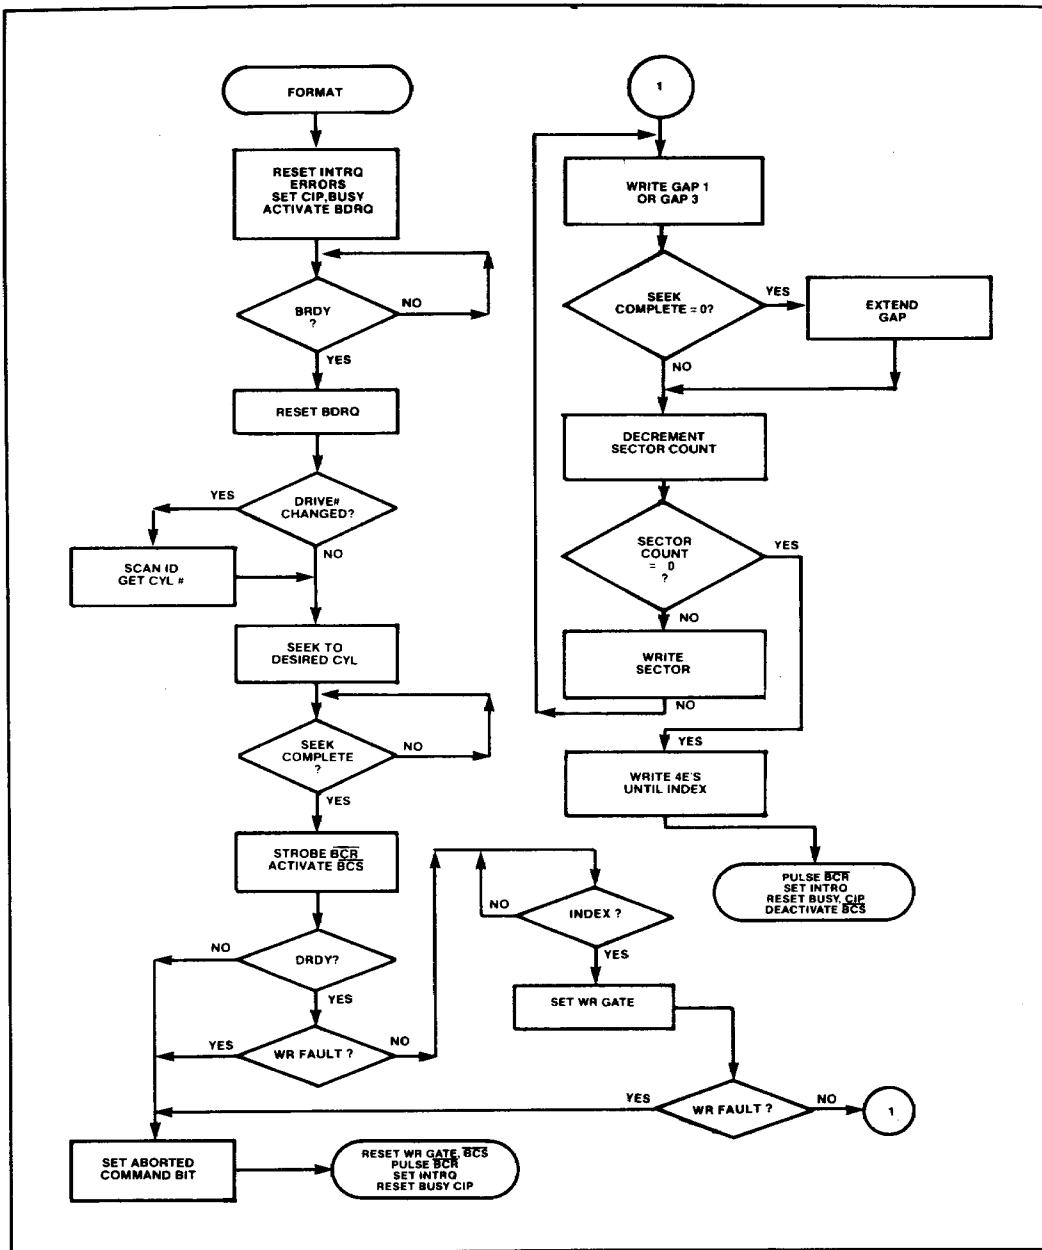 FORMAT
RESET INTRQ
ERRORS
SET CIP,BUSY
ACTIVATE BDRQ
BRDY
?
NO
YES
RESET BDRQ
DRIVE#
CHANGED?
YES
NO
SCAN ID
GET CYL #
SEEK TO
DESIRED CYL
SEEK
COMPLETE
?
NO
YES
STROBE BCR
ACTIVATE BCS
DRDY?
NO
YES
WR FAULT ?
YES
NO
INDEX ?
NO
YES
SET WR GATE
WR FAULT ?
YES
NO
1
SET ABORTED
COMMAND BIT
RESET WR GATE, BCS
PULSE BCR
SET INTRQ
RESET BUSY CIP
1
WRITE GAP 1
OR GAP 3
SEEK
COMPLETE = 0?
YES
EXTEND
GAP
NO
DECREMENT
SECTOR COUNT
SECTOR
COUNT
= 0
?
YES
NO
WRITE
SECTOR
NO
YES
WRITE 4E'S
UNTIL INDEX
PULSE BCR
SET INTRQ
RESET BUSY, CIP
DEACTIVATE BCS